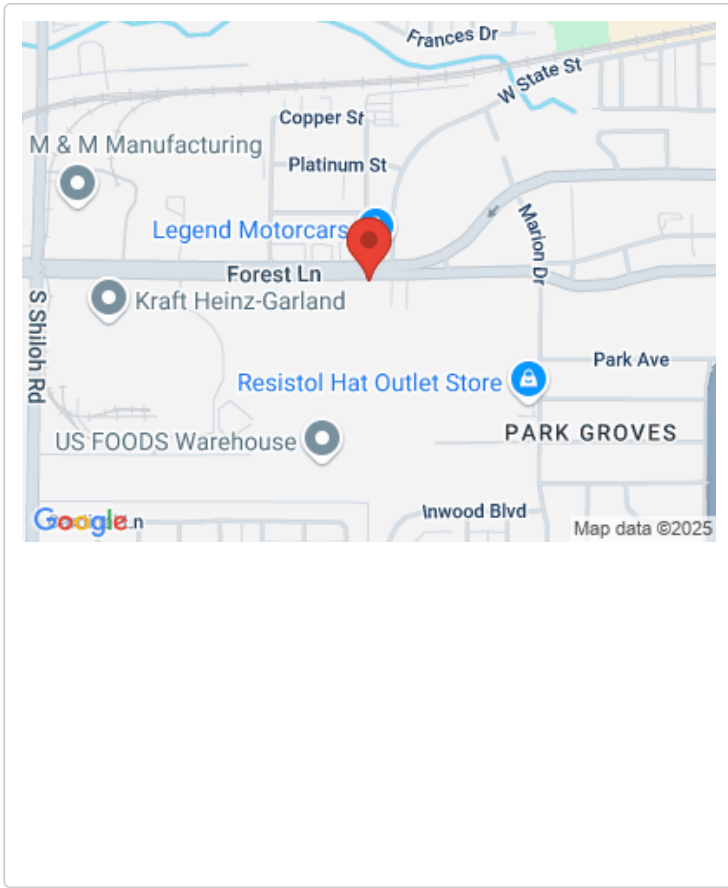 Frances Dr
W State St
Copper St
M & M Manufacturing
Platinum St
Legend Motorcars
Marion Dr
Forest Ln
Kraft Heinz-Garland
S Shiloh Rd
Park Ave
Resistol Hat Outlet Store
PARK GROVES
US FOODS Warehouse
Inwood Blvd
Google
Map data ©2025